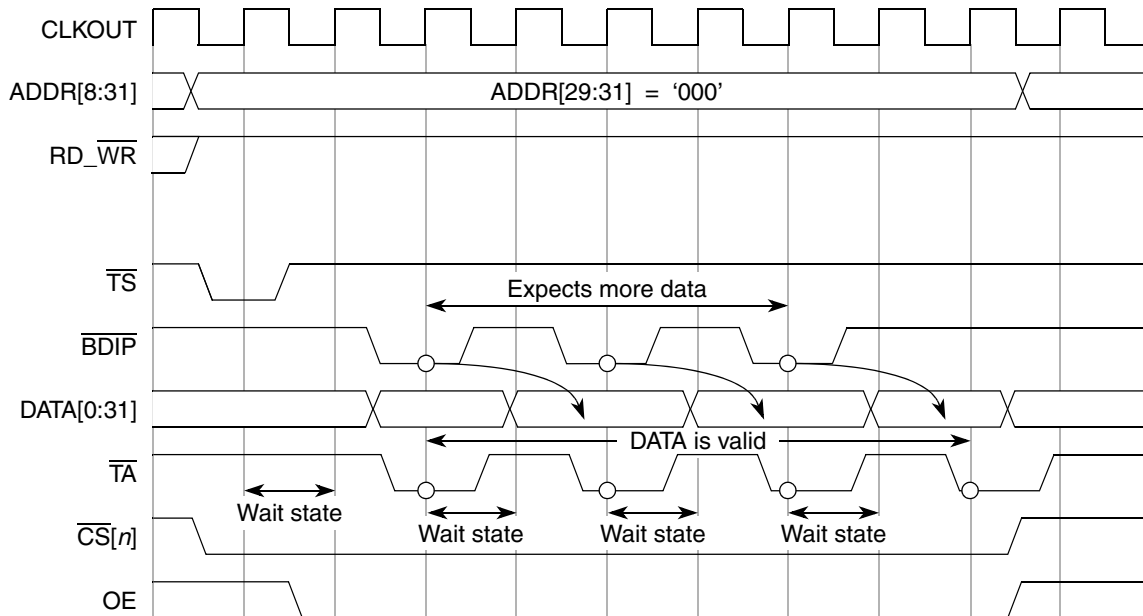 CLKOUT
ADDR[8:31]
ADDR[29:31] = ‘000’
RD_WR
TS
Expects more data
BDIP
DATA[0:31]
DATA is valid
TA
Wait state
Wait state
Wait state
Wait state
CS[n]
OE